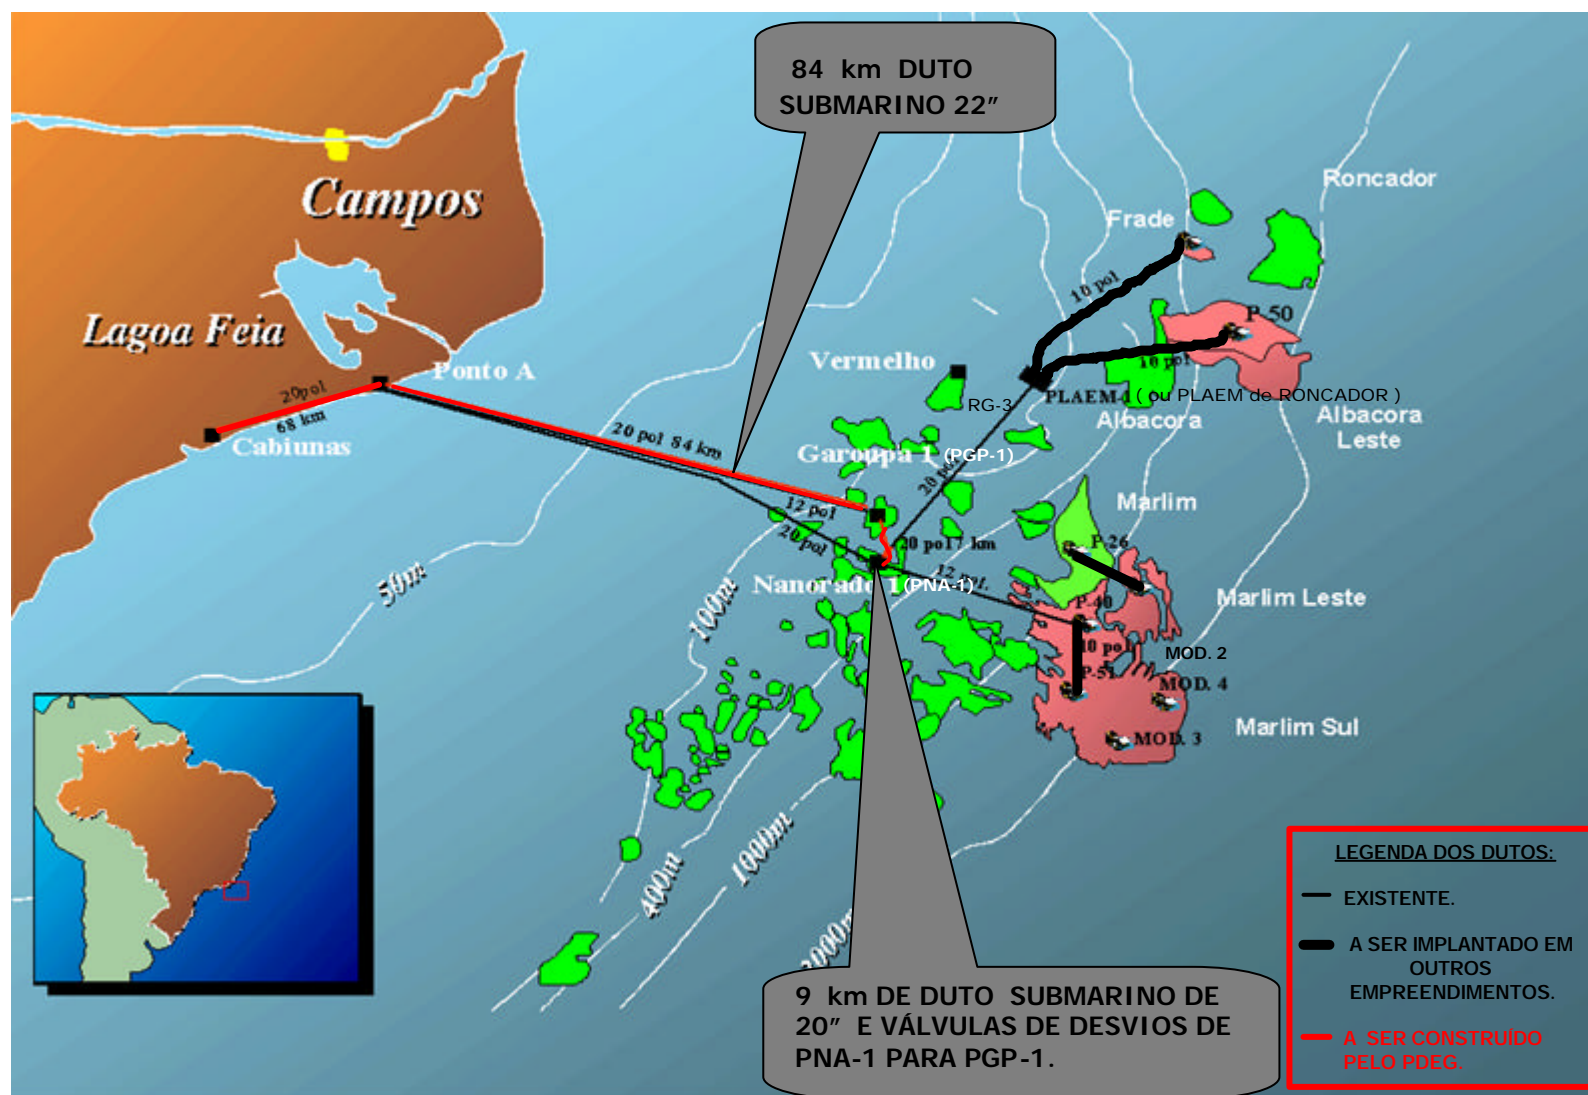 84 km DUTO
SUBMARINO 22"
Roncador
Frade
Campos
10 pol
P-50
Lagoa Feia
10 pol
Vermelho
Ponto A
RG-3
PLAEM-1 ( ou PLAEM de RONCADOR )
20pol
68 km
Albacora
Albacora
Leste
Cabiunas
20 pol 84 km
Garoupa 1 (PGP-1)
20 pol
Marlim
12 pol
20 pol
P-26
20 pol 7 km
12 pol.
Nanorado 1 (PNA-1)
Marlim Leste
50m
100m
P-40
10 pol
MOD. 2
P-51
MOD. 4
Marlim Sul
MOD. 3
1000m
400m
2000m
LEGENDA DOS DUTOS:
EXISTENTE.
A SER IMPLANTADO EM
OUTROS
EMPREENDIMENTOS.
A SER CONSTRUÍDO
PELO PDEG.
9 km DE DUTO SUBMARINO DE
20" E VÁLVULAS DE DESVIOS DE
PNA-1 PARA PGP-1.